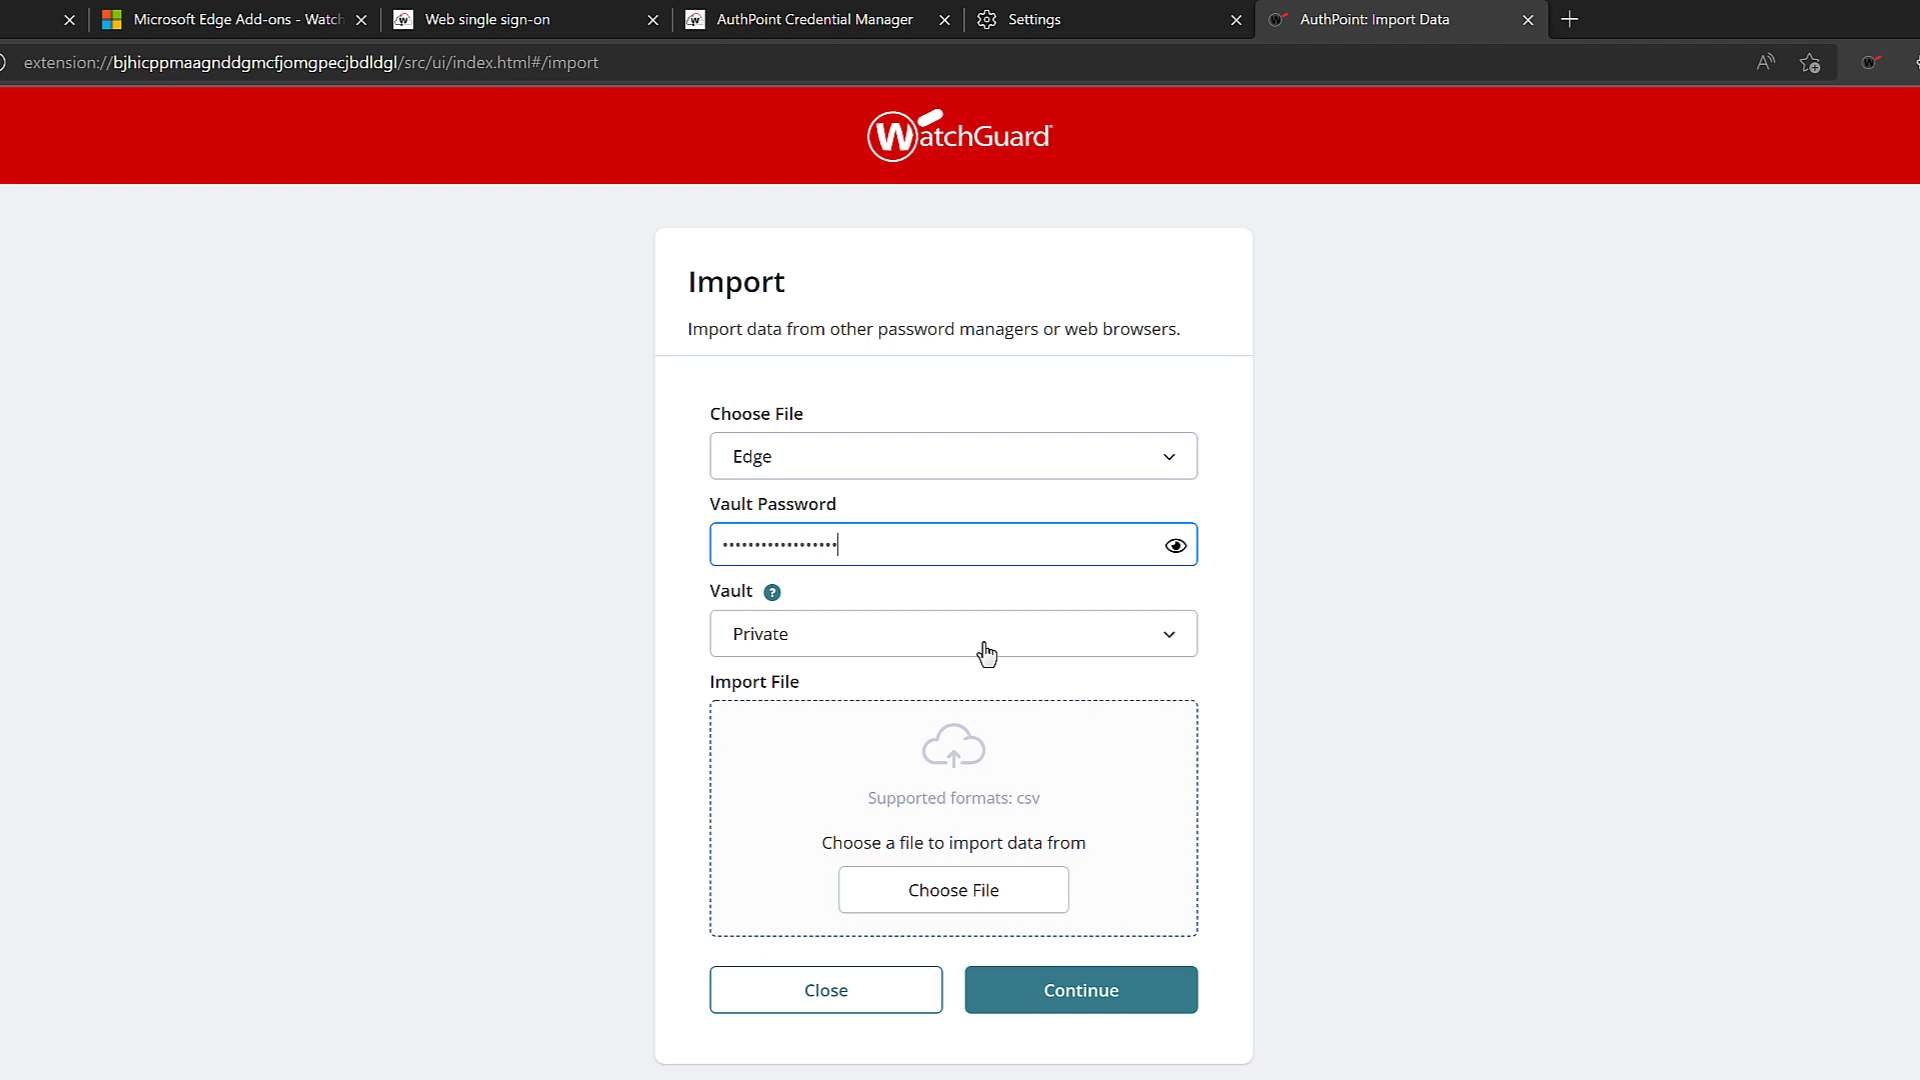 Microsoft Edge Add-ons - Watch
Web single sign-on
AuthPoint Credential Manager
Settings
AuthPoint: Import Data
extension://bjhicppmaagnddgmcfjomgpecjbdldgl/src/ui/index.html#/import
WatchGuard
Import
Import data from other password managers or web browsers.
Choose File
Edge
Vault Password
••••••••••••••••••
Vault ?
Private
Import File
Supported formats: csv
Choose a file to import data from
Choose File
Close
Continue